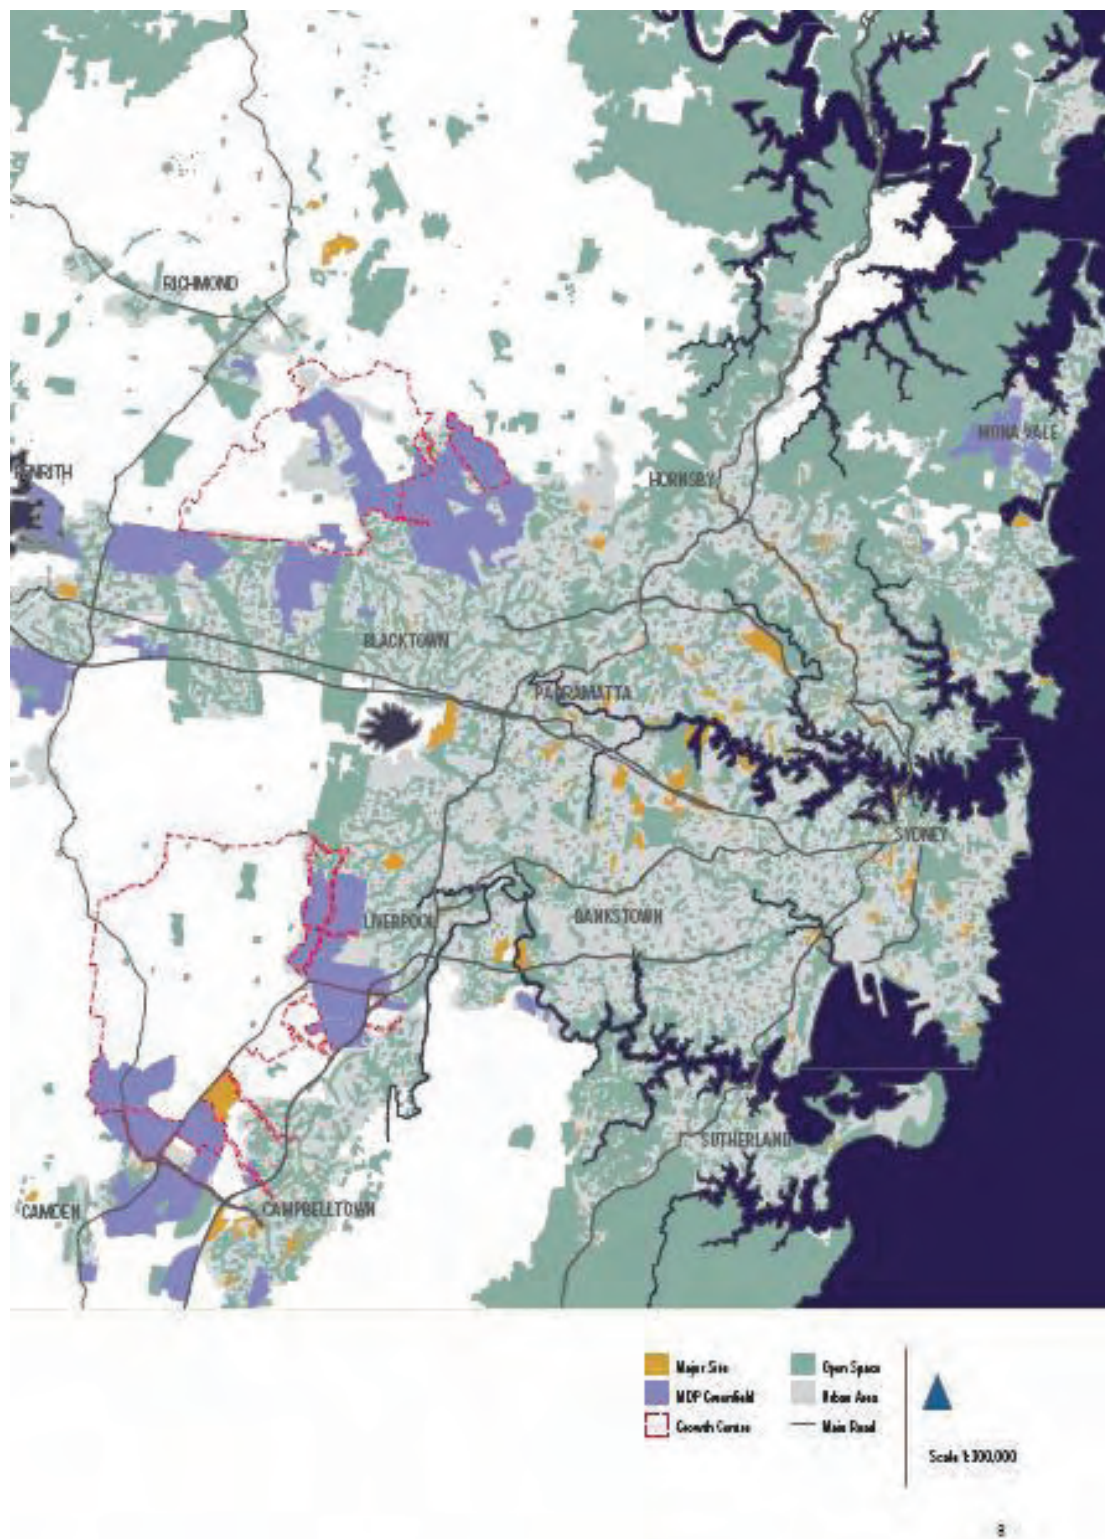 RICHMOND
MONA VALE
PENRITH
HORNSBY
BLACKTOWN
PARRAMATTA
SYDNEY
LIVERPOOL
BANKSTOWN
SUTHERLAND
CAMDEN
CAMPBELLTOWN
Major Site
Open Space
MDP Greenfield
Urban Area
Growth Centre
Main Road
Scale 1:300,000